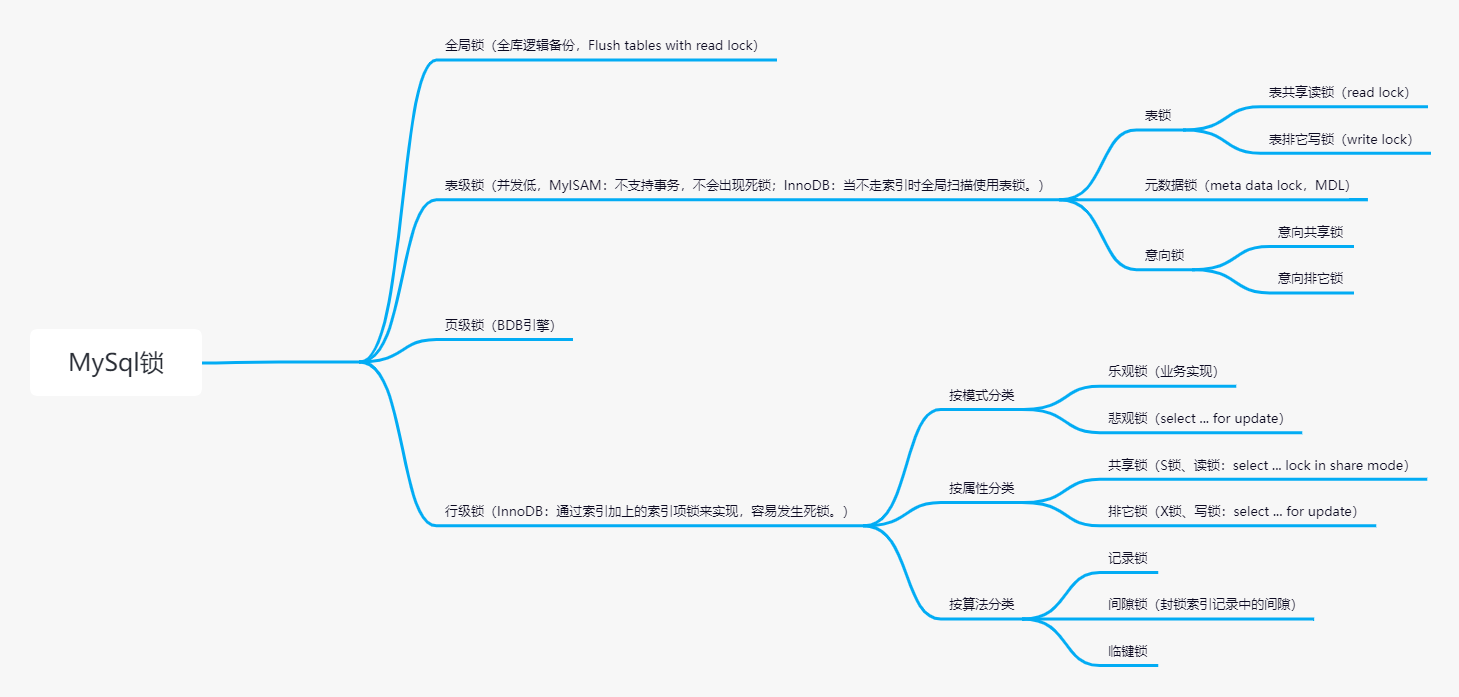 MySql锁
全局锁（全库逻辑备份，Flush tables with read lock）
表级锁（并发低，MyISAM：不支持事务，不会出现死锁；InnoDB：当不走索引时全局扫描使用表锁。）
表锁
表共享读锁（read lock）
表排它写锁（write lock）
元数据锁（meta data lock，MDL）
意向锁
意向共享锁
意向排它锁
页级锁（BDB引擎）
行级锁（InnoDB：通过索引加上的索引项锁来实现，容易发生死锁。）
按模式分类
乐观锁（业务实现）
悲观锁（select ... for update）
按属性分类
共享锁（S锁、读锁：select ... lock in share mode）
排它锁（X锁、写锁：select ... for update）
按算法分类
记录锁
间隙锁（封锁索引记录中的间隙）
临键锁